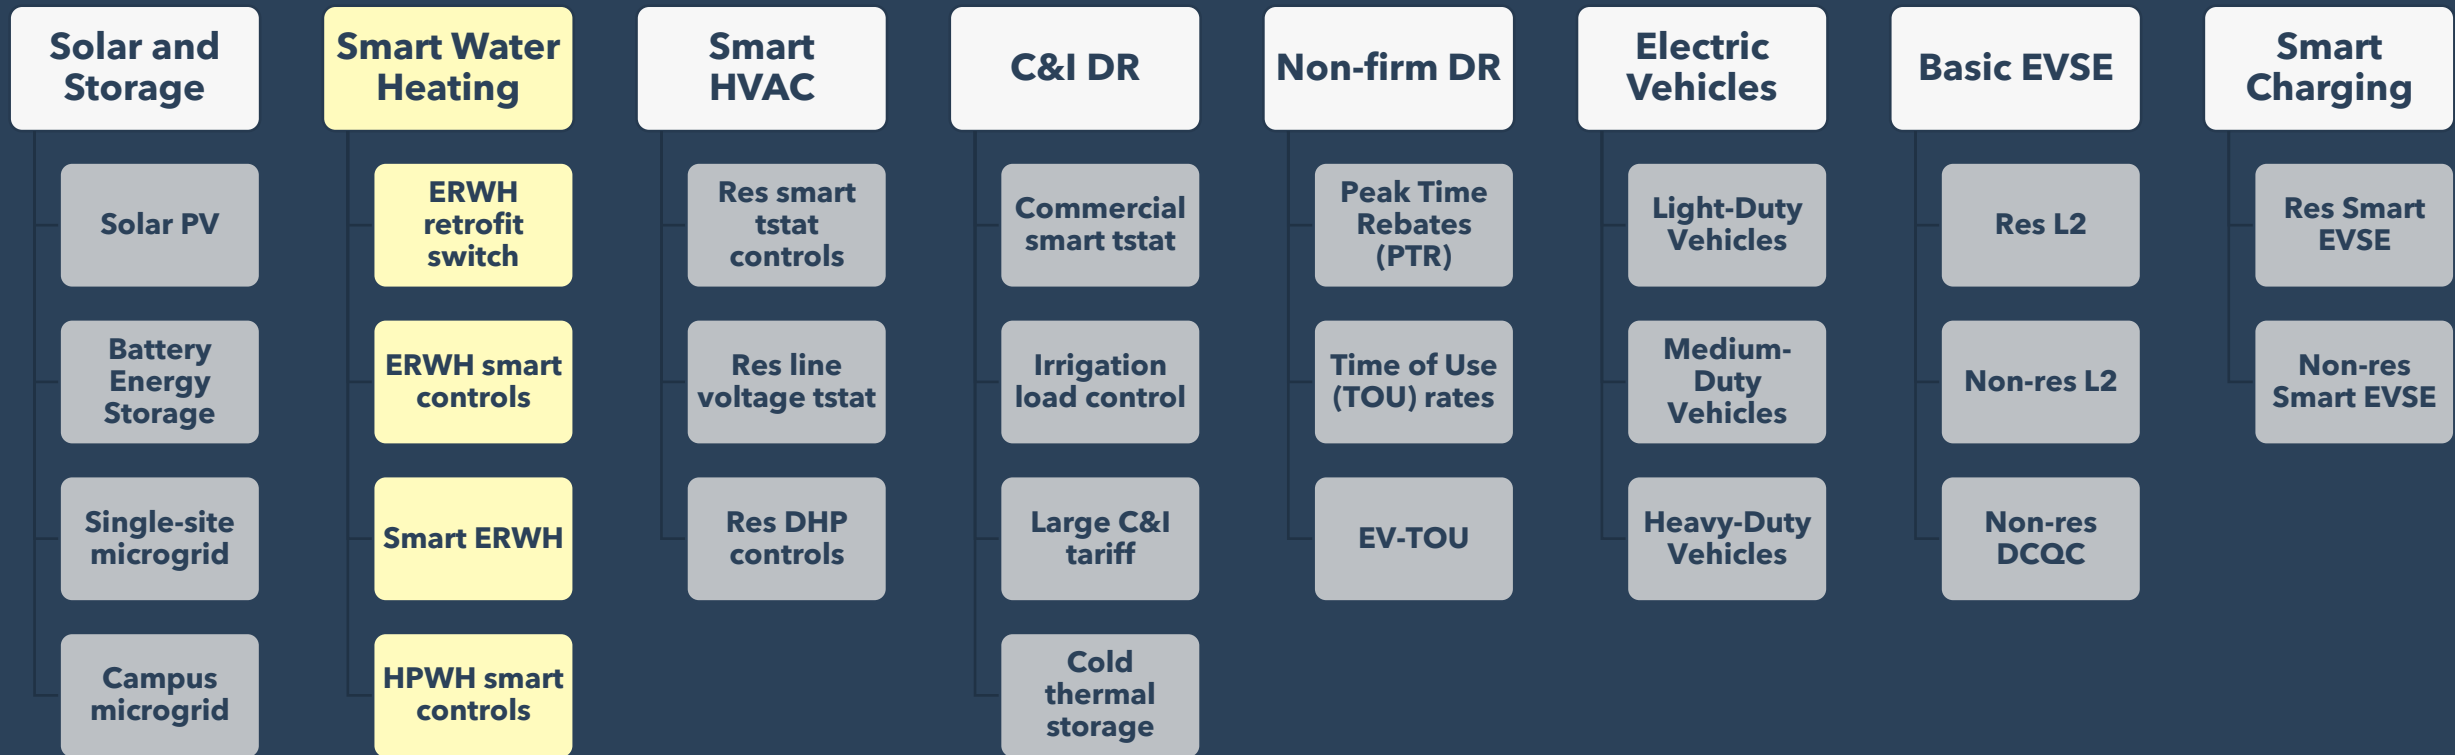 Solar and
Storage
Solar PV
Battery
Energy
Storage
Single-site
microgrid
Campus
microgrid
Smart Water
Heating
ERWH
retrofit
switch
ERWH smart
controls
Smart ERWH
HPWH smart
controls
Smart
HVAC
Res smart
tstat
controls
Res line
voltage tstat
Res DHP
controls
C&I DR
Commercial
smart tstat
Irrigation
load control
Large C&I
tariff
Cold
thermal
storage
Non-firm DR
Peak Time
Rebates
(PTR)
Time of Use
(TOU) rates
EV-TOU
Electric
Vehicles
Light-Duty
Vehicles
Medium-
Duty
Vehicles
Heavy-Duty
Vehicles
Basic EVSE
Res L2
Non-res L2
Non-res
DCQC
Smart
Charging
Res Smart
EVSE
Non-res
Smart EVSE